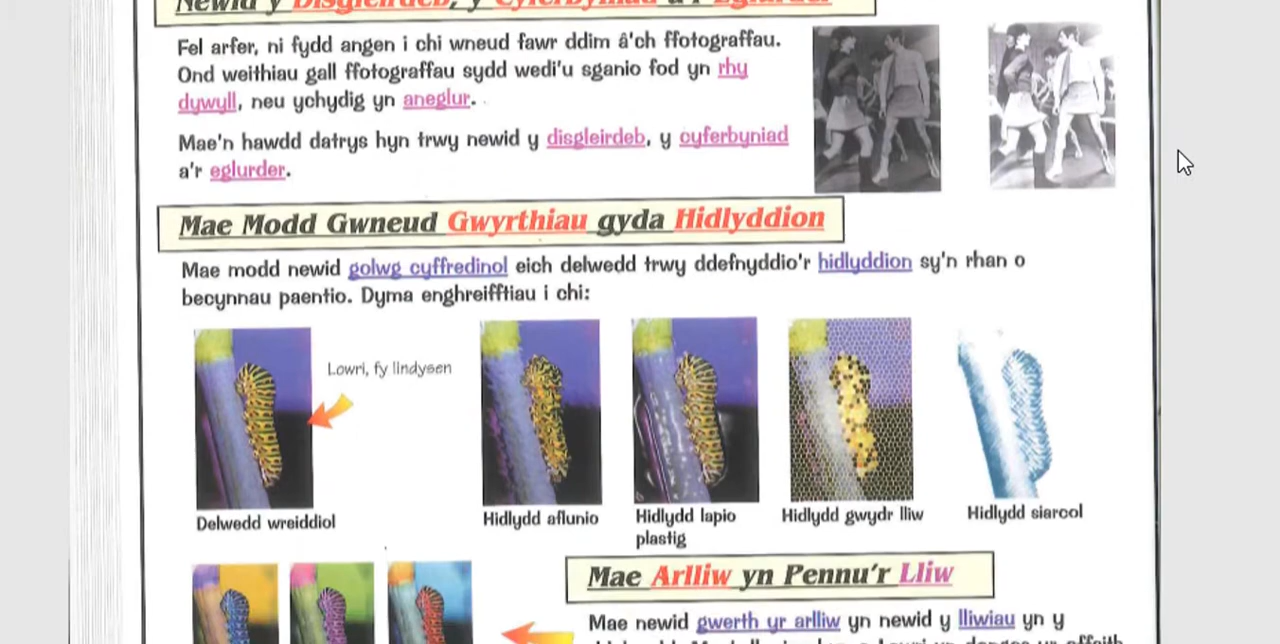 Newid y Disgleirdeb, y Cyferbyniad a'r Eglurder
Fel arfer, ni fydd angen i chi wneud fawr ddim â'ch ffotograffau.
Ond weithiau gall ffotograffau sydd wedi'u sganio fod yn rhy
dywyll, neu ychydig yn aneglur.
Mae'n hawdd datrys hyn trwy newid y disgleirdeb, y cyferbyniad
a'r eglurder.
Mae Modd Gwneud Gwyrthiau gyda Hidlyddion
Mae modd newid golwg cyffredinol eich delwedd trwy ddefnyddio'r hidlyddion sy'n rhan o
becynnau paentio. Dyma enghreifftiau i chi:
Lowri, fy lindysen
Delwedd wreiddiol
Hidlydd aflunio
Hidlydd lapio
plastig
Hidlydd gwydr lliw
Hidlydd siarcol
Mae Arlliw yn Pennu'r Lliw
Mae newid gwerth yr arlliw yn newid y lliwiau yn y